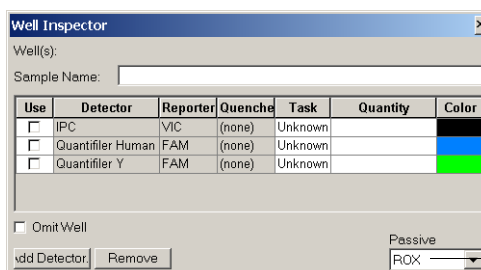 Well Inspector
Well(s):
Sample Name:
Use Detector Reporter Quenche Task Quantity Color
IPC VIC (none) Unknown
Quantifiler Human FAM (none) Unknown
Quantifiler Y FAM (none) Unknown
Omit Well
Passive
Add Detector. Remove ROX